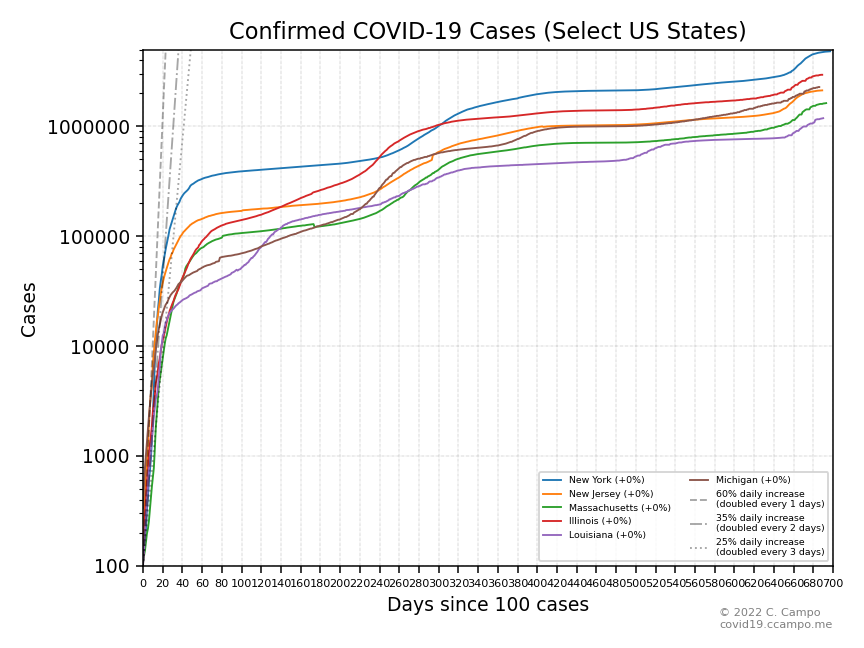 Confirmed COVID-19 Cases (Select US States)
Cases
1000000
100000
10000
1000
100
New York (+0%)
New Jersey (+0%)
Massachusetts (+0%)
Illinois (+0%)
Louisiana (+0%)
Michigan (+0%)
60% daily increase
(doubled every 1 days)
35% daily increase
(doubled every 2 days)
25% daily increase
(doubled every 3 days)
0 20 40 60 80 100 120 140 160 180 200 220 240 260 280 300 320 340 360 380 400 420 440 460 480 500 520 540 560 580 600 620 640 660 680 700
Days since 100 cases
© 2022 C. Campo
covid19.ccampo.me